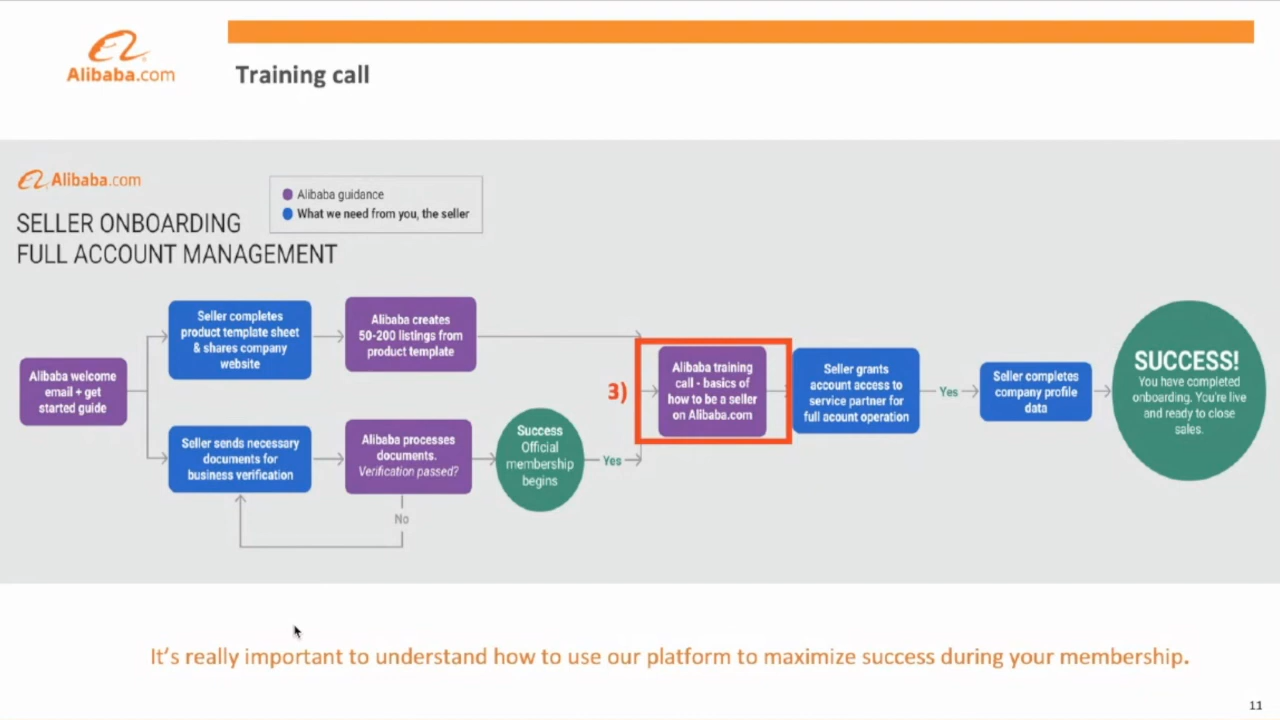 Alibaba.com
Training call
Alibaba.com
SELLER ONBOARDING
FULL ACCOUNT MANAGEMENT
Alibaba guidance
What we need from you, the seller
Alibaba welcome
email + get
started guide
Seller completes
product template sheet
& shares company
website
Alibaba creates
50-200 listings from
product template
Seller sends necessary
documents for
business verification
Alibaba processes
documents.
Verification passed?
No
Success
Official
membership
begins
Yes
3)
Alibaba training
call - basics of
how to be a seller
on Alibaba.com
Seller grants
account access to
service partner for
full acount operation
Yes
Seller completes
company profile
data
SUCCESS!
You have completed
onboarding. You're live
and ready to close
sales.
It's really important to understand how to use our platform to maximize success during your membership.
11